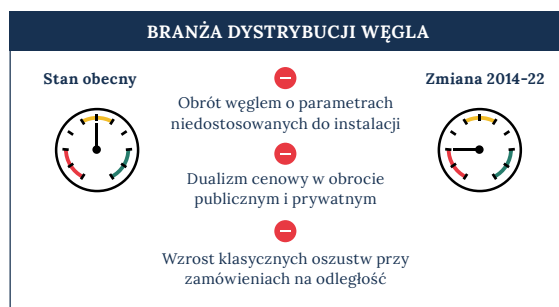 BRANŻA DYSTRYBUCJI WĘGLA
Stan obecny
Zmiana 2014-22
Obrót węglem o parametrach
niedostosowanych do instalacji
Dualizm cenowy w obrocie
publicznym i prywatnym
Wzrost klasycznych oszustw przy
zamówieniach na odległość